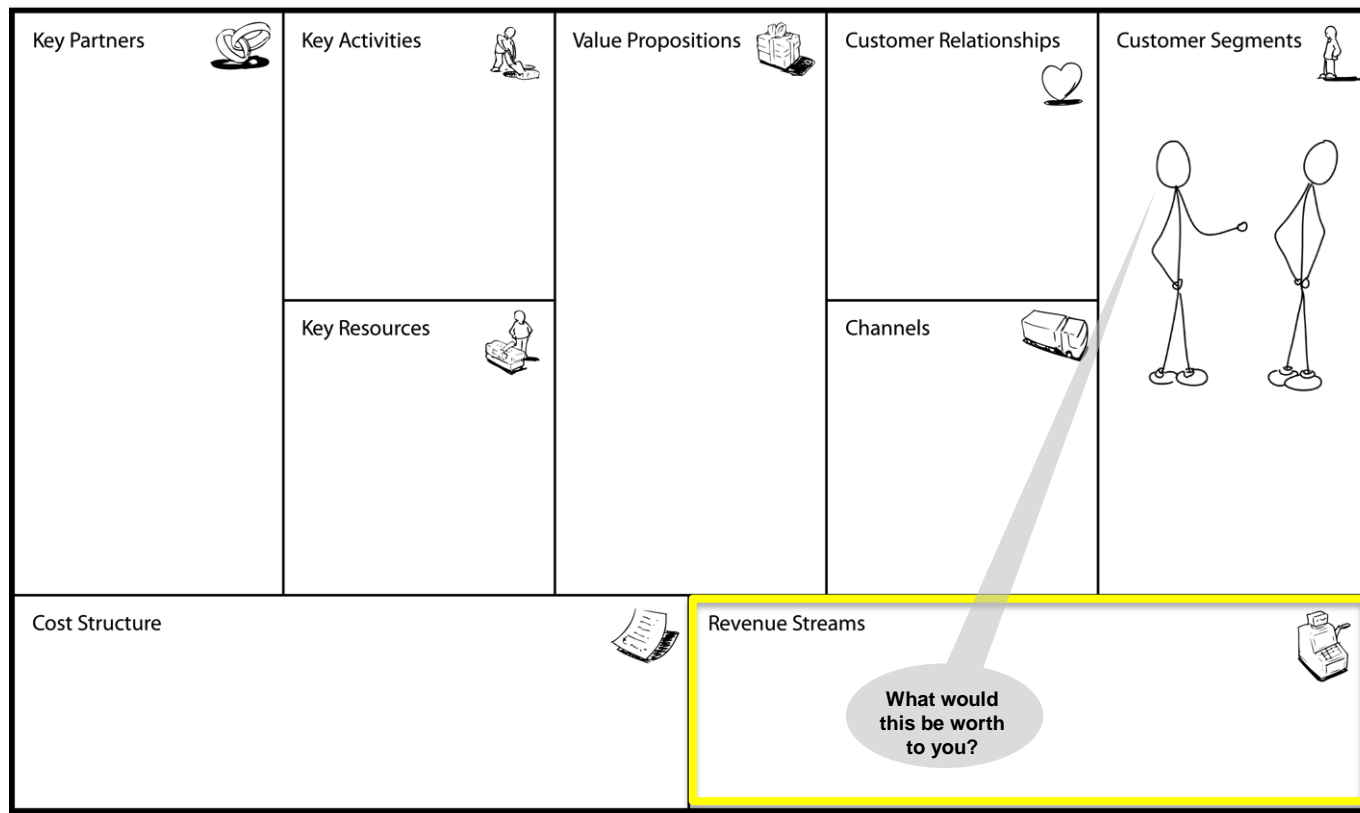 Key Partners
Key Activities
Value Propositions
Customer Relationships
Customer Segments
Key Resources
Channels
Cost Structure
Revenue Streams
What would
this be worth
to you?